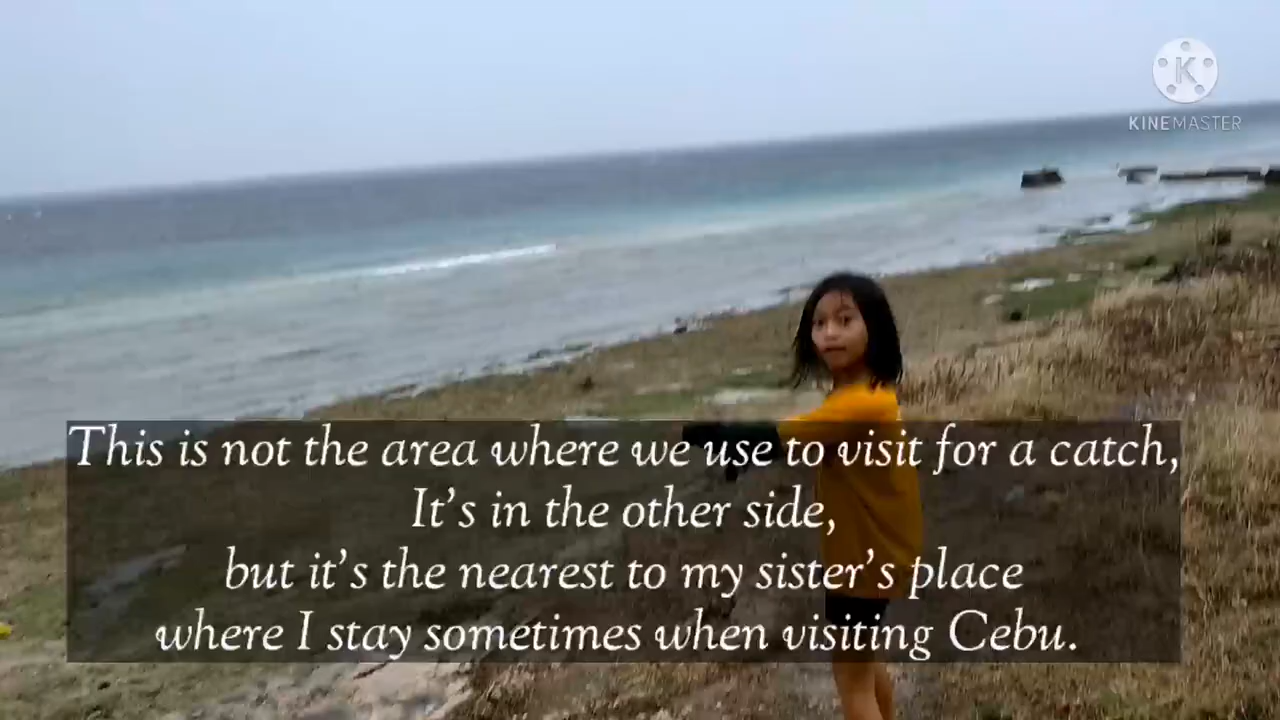 KINEMASTER
This is not the area where we use to visit for a catch,
It's in the other side,
but it's the nearest to my sister's place
where I stay sometimes when visiting Cebu.